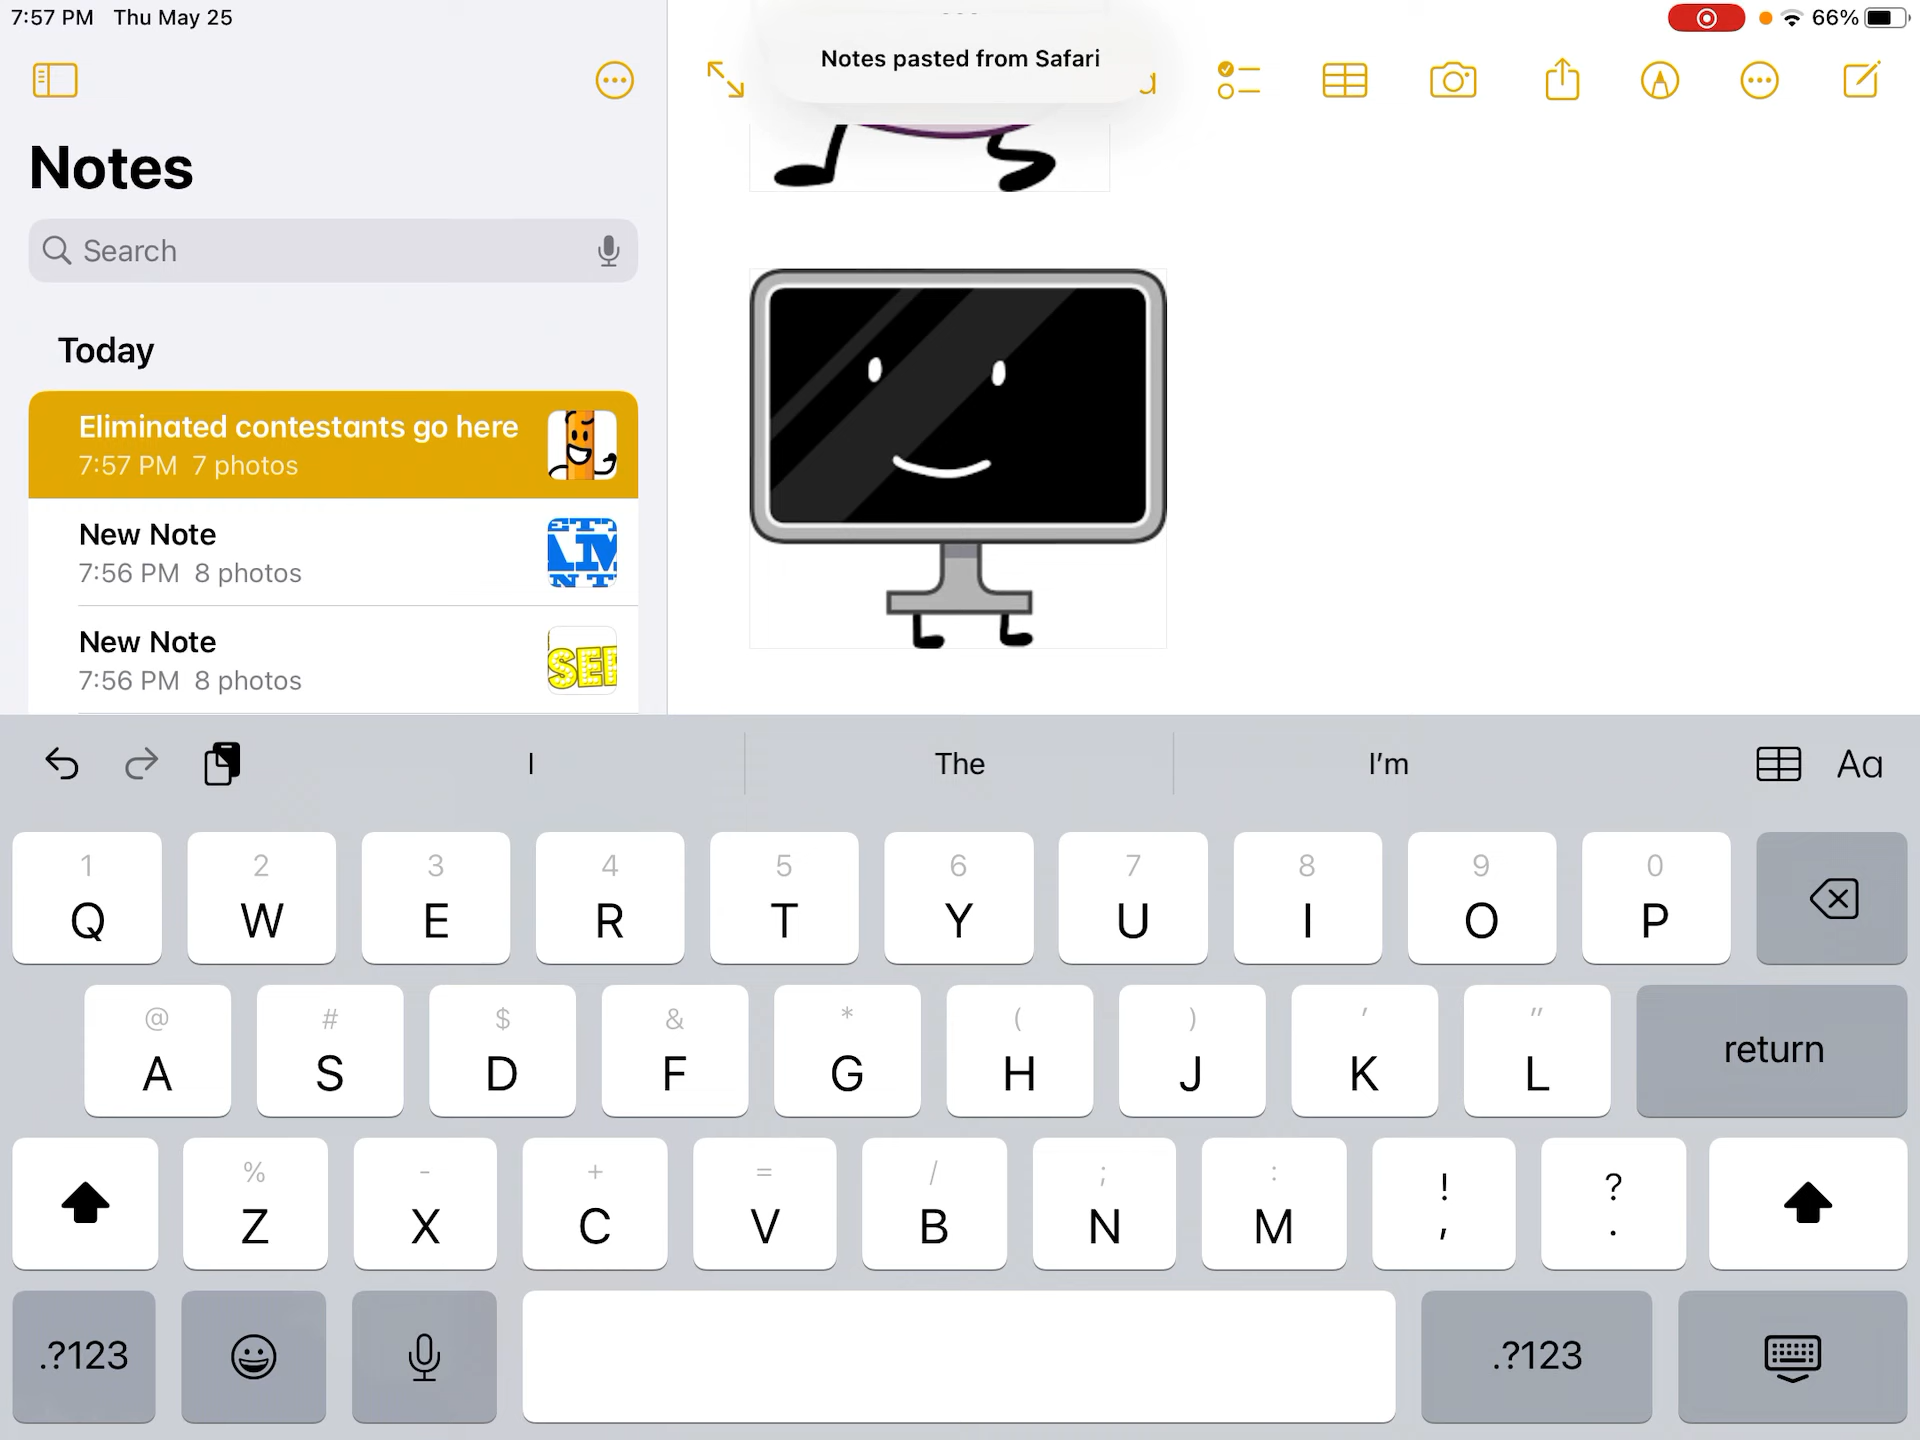 7:57 PM Thu May 25
66%
Notes pasted from Safari
Notes
Search
Today
Eliminated contestants go here
7:57 PM 7 photos
New Note
7:56 PM 8 photos
New Note
7:56 PM 8 photos
SEE
I The I'm
Aa
1 2 3 4 5 6 7 8 9 0
Q W E R T Y U I O P
@ # $ & * ( ) ' "
A S D F G H J K L return
% - + = / ; : ! ?
Z X C V B N M , .
.?123 .?123